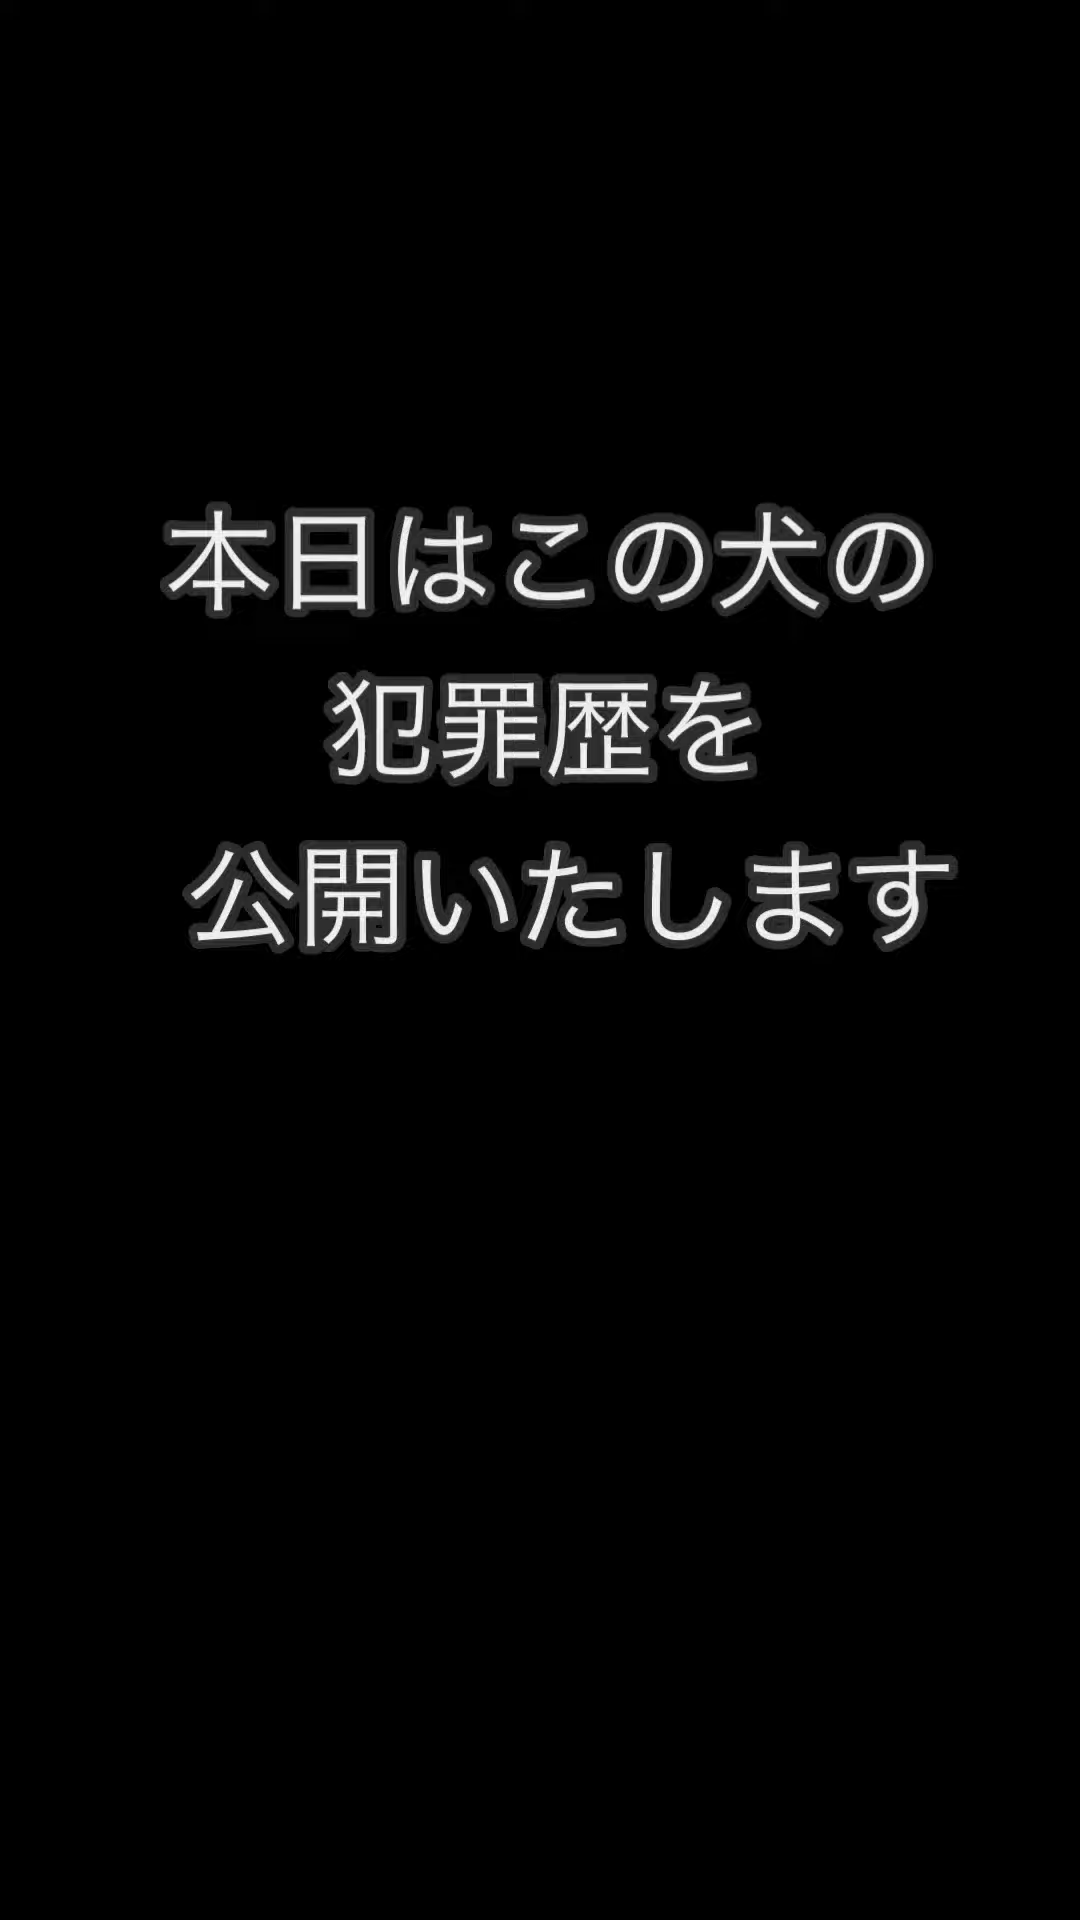 本日はこの犬の
犯罪歴を
公開いたします